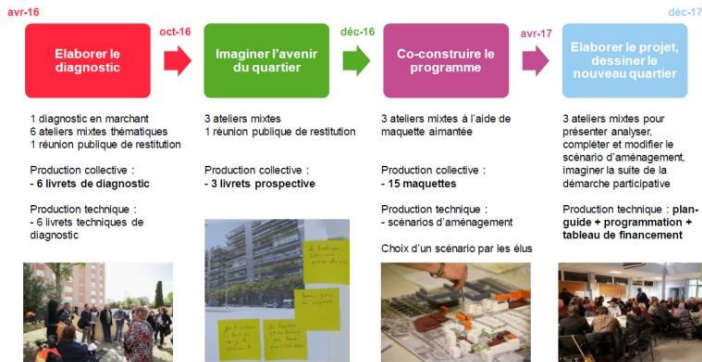 avr-16
Elaborer le
diagnostic
oct-16
Imaginer l'avenir
du quartier
déc-16
Co-construire le
programme
avr-17
déc-17
Elaborer le projet,
dessiner le
nouveau quartier
1 diagnostic en marchant
6 ateliers mixtes thématiques
1 réunion publique de restitution
Production collective :
- 6 livrets de diagnostic
Production technique :
- 6 livrets techniques de
diagnostic
3 ateliers mixtes
1 réunion publique de restitution
Production collective :
- 3 livrets prospective
3 ateliers mixtes à l'aide de
maquette aimantée
Production collective :
- 15 maquettes
Production technique :
- scénarios d'aménagement
Choix d'un scénario par les élus
3 ateliers mixtes pour
présenter analyser,
compléter et modifier le
scénario d'aménagement,
imaginer la suite de la
démarche participative
Production technique : plan-
guide + programmation +
tableau de financement